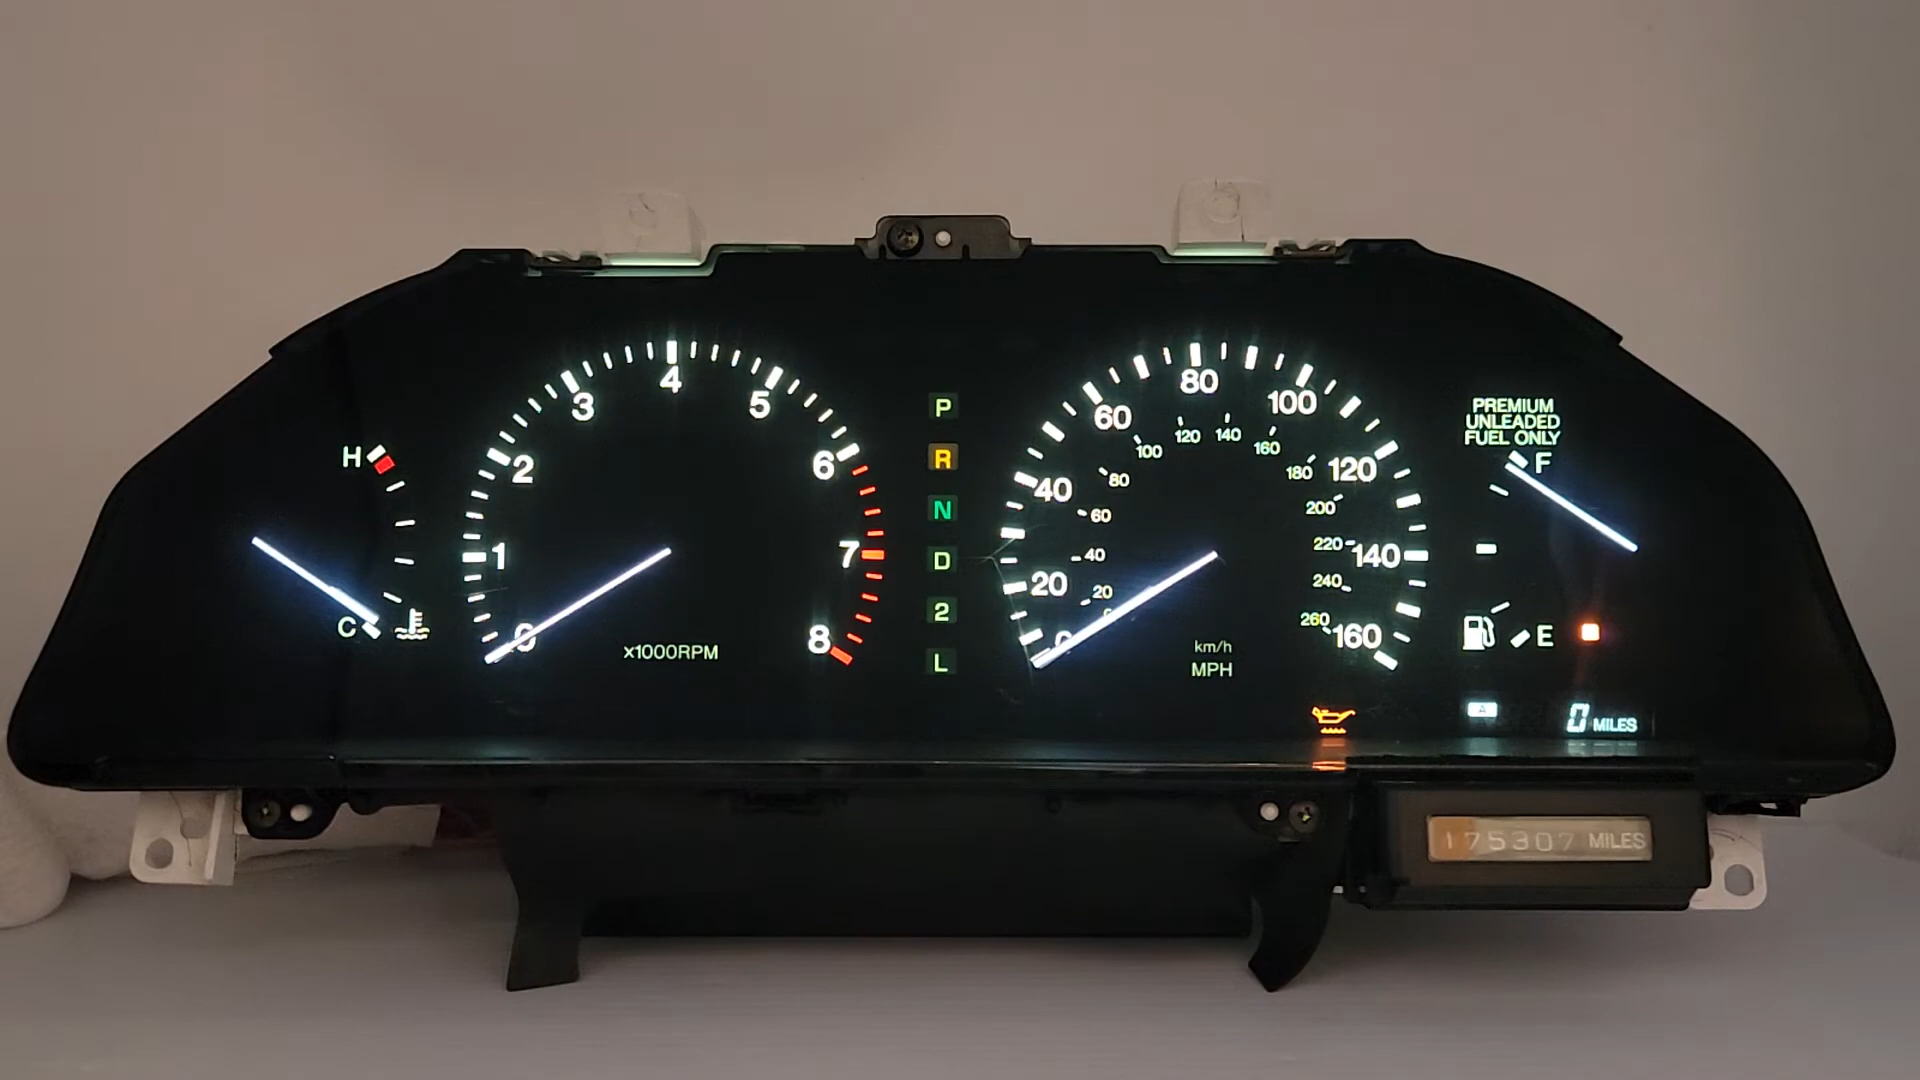 H
C
0
1
2
3
4
5
6
7
8
x1000RPM
P
R
N
D
2
L
0
20
40
60
80
100
120
140
160
20
40
60
80
100
120
140
160
180
200
220
240
260
km/h
MPH
PREMIUM
UNLEADED
FUEL ONLY
F
E
A
0 MILES
175307 MILES